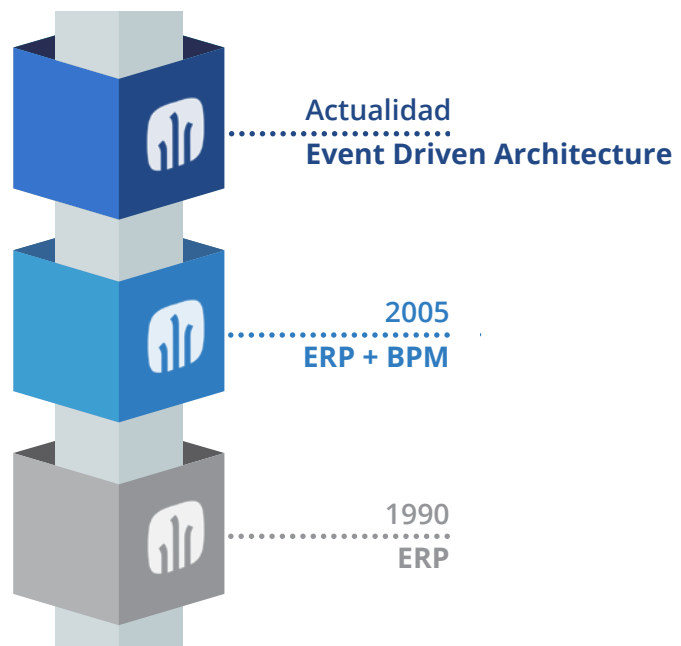 Actualidad
Event Driven Architecture
2005
ERP + BPM
1990
ERP